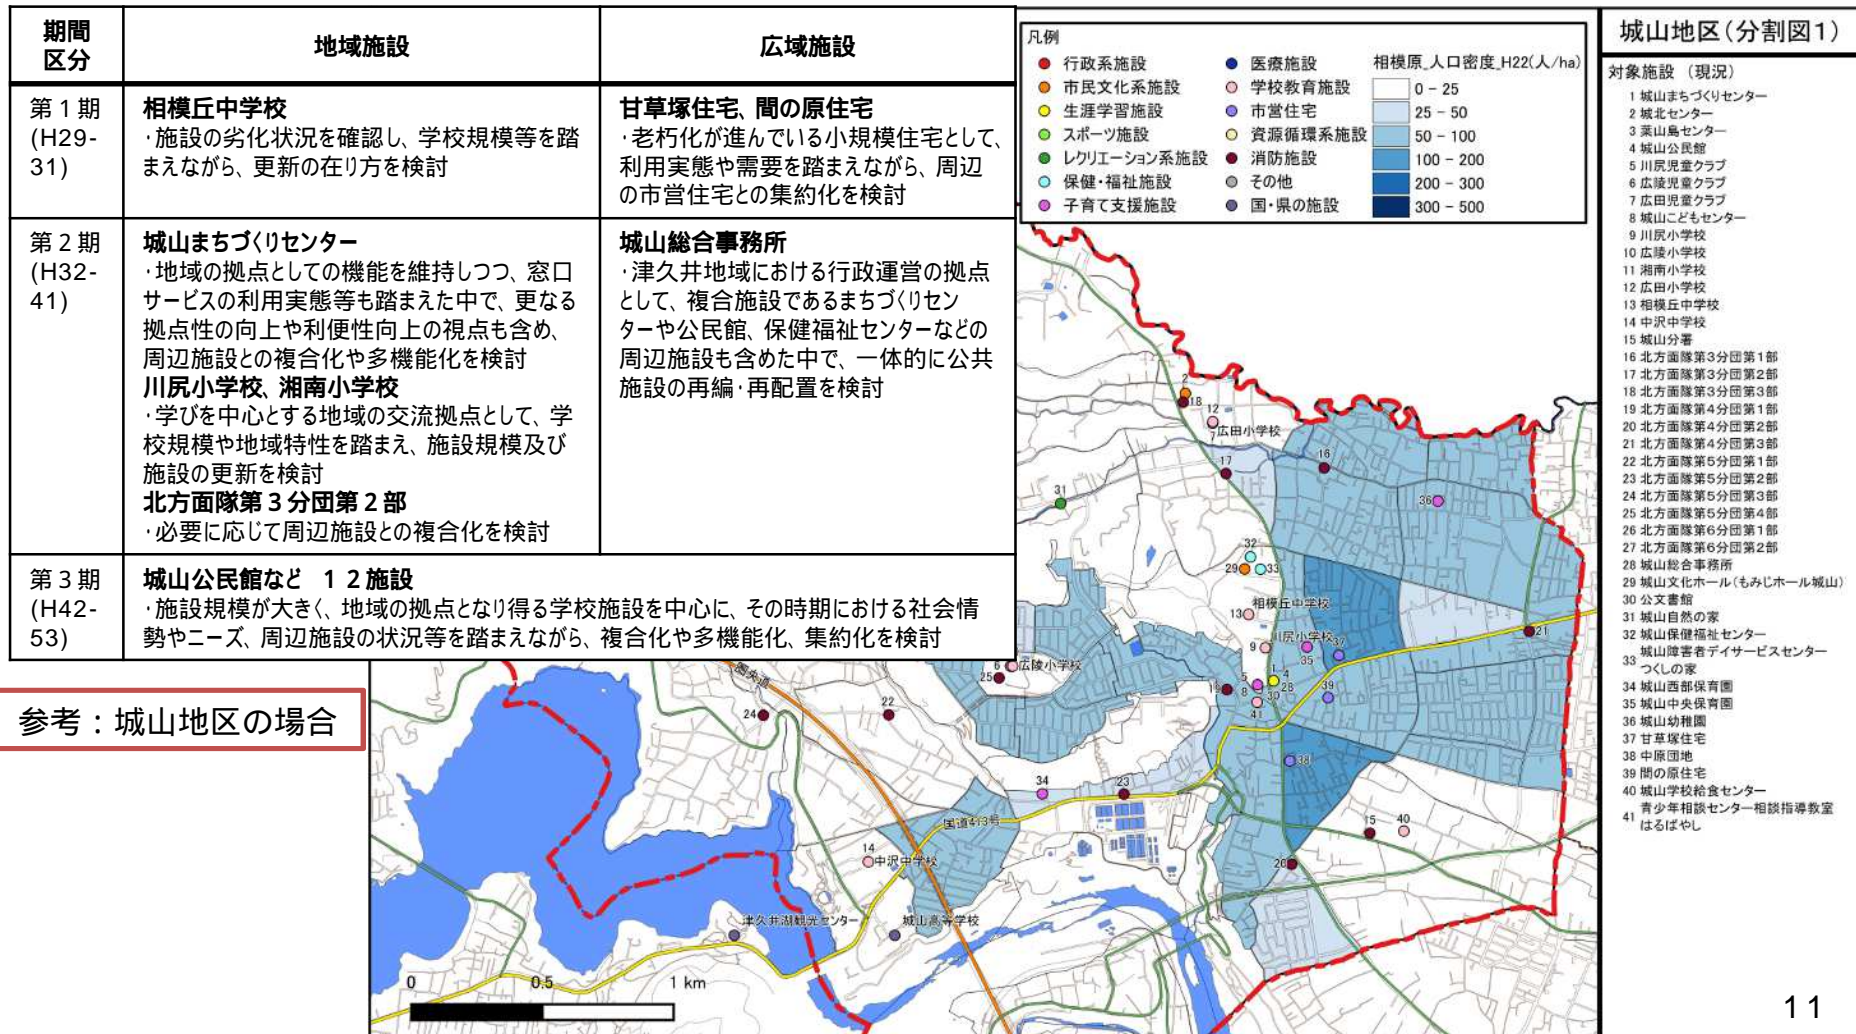 期間
区分
地域施設
広域施設
第１期
(H29-
31)
相模丘中学校
・施設の劣化状況を確認し、学校規模等を踏
まえながら、更新の在り方を検討
甘草塚住宅、間の原住宅
・老朽化が進んでいる小規模住宅として、
利用実態や需要を踏まえながら、周辺
の市営住宅との集約化を検討
第２期
(H32-
41)
城山まちづくりセンター
・地域の拠点としての機能を維持しつつ、窓口
サービスの利用実態等も踏まえた中で、更なる
拠点性の向上や利便性向上の視点も含め、
周辺施設との複合化や多機能化を検討
川尻小学校、湘南小学校
・学びを中心とする地域の交流拠点として、学
校規模や地域特性を踏まえ、施設規模及び
施設の更新を検討
北方面隊第３分団第２部
・必要に応じて周辺施設との複合化を検討
城山総合事務所
・津久井地域における行政運営の拠点
として、複合施設であるまちづくりセン
ターや公民館、保健福祉センターなどの
周辺施設も含めた中で、一体的に公共
施設の再編・再配置を検討
第３期
(H42-
53)
城山公民館など　１２施設
・施設規模が大きく、地域の拠点となり得る学校施設を中心に、その時期における社会情
勢やニーズ、周辺施設の状況等を踏まえながら、複合化や多機能化、集約化を検討
参考：城山地区の場合
凡例
行政系施設
市民文化系施設
生涯学習施設
スポーツ施設
レクリエーション系施設
保健・福祉施設
子育て支援施設
医療施設
学校教育施設
市営住宅
資源循環系施設
消防施設
その他
国・県の施設
相模原_人口密度_H22(人/ha)
0 - 25
25 - 50
50 - 100
100 - 200
200 - 300
300 - 500
2
18
12
7
広田小学校
17
16
36
31
32
29
33
13
相模丘中学校
川尻小学校
37
9
35
21
6
広陵小学校
25
圏央道
19
5
8
1
4
28
30
41
39
24
22
38
34
23
国道413号
15
40
14
中沢中学校
20
津久井湖観光センター
城山高等学校
0
0.5
1 km
城山地区(分割図1)
対象施設（現況）
1 城山まちづくりセンター
2 城北センター
3 葉山島センター
4 城山公民館
5 川尻児童クラブ
6 広陵児童クラブ
7 広田児童クラブ
8 城山こどもセンター
9 川尻小学校
10 広陵小学校
11 湘南小学校
12 広田小学校
13 相模丘中学校
14 中沢中学校
15 城山分署
16 北方面隊第3分団第1部
17 北方面隊第3分団第2部
18 北方面隊第3分団第3部
19 北方面隊第4分団第1部
20 北方面隊第4分団第2部
21 北方面隊第4分団第3部
22 北方面隊第5分団第1部
23 北方面隊第5分団第2部
24 北方面隊第5分団第3部
25 北方面隊第5分団第4部
26 北方面隊第6分団第1部
27 北方面隊第6分団第2部
28 城山総合事務所
29 城山文化ホール(もみじホール城山)
30 公文書館
31 城山自然の家
32 城山保健福祉センター
33 城山障害者デイサービスセンター
つくしの家
34 城山西部保育園
35 城山中央保育園
36 城山幼稚園
37 甘草塚住宅
38 中原団地
39 間の原住宅
40 城山学校給食センター
41 青少年相談センター相談指導教室
はるばやし
11